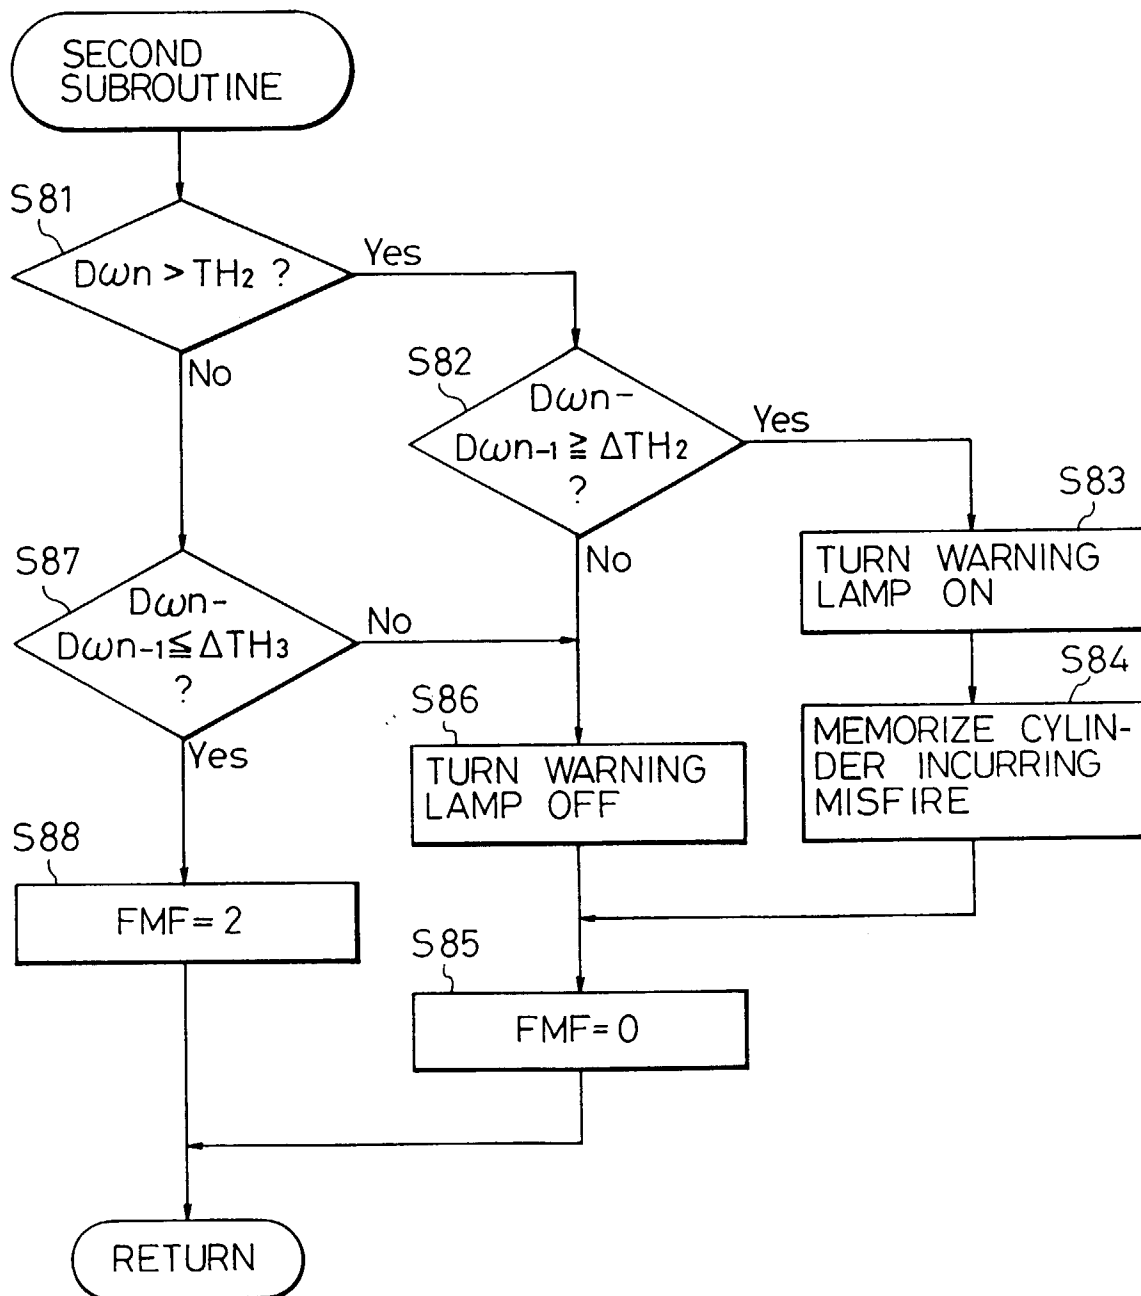 SECOND
SUBROUTINE
S81
Dωn > TH₂ ?
Yes
No
S82
Dωn-
Dωn-1 ≧ ΔTH₂
?
Yes
No
S83
TURN WARNING
LAMP ON
S84
MEMORIZE CYLIN-
DER INCURRING
MISFIRE
S87
Dωn-
Dωn-1 ≦ ΔTH₃
?
No
Yes
S86
TURN WARNING
LAMP OFF
S88
FMF = 2
S85
FMF = 0
RETURN